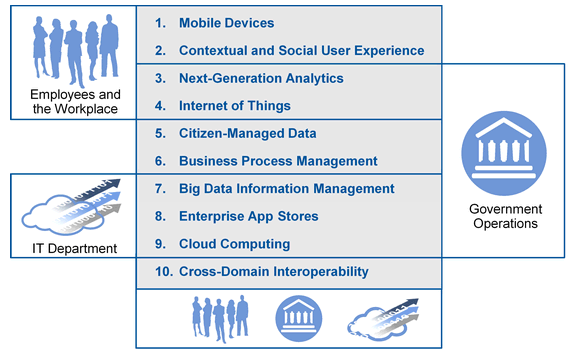 Employees and
the Workplace
1. Mobile Devices
2. Contextual and Social User Experience
3. Next-Generation Analytics
4. Internet of Things
5. Citizen-Managed Data
6. Business Process Management
7. Big Data Information Management
8. Enterprise App Stores
9. Cloud Computing
10. Cross-Domain Interoperability
IT Department
Government
Operations